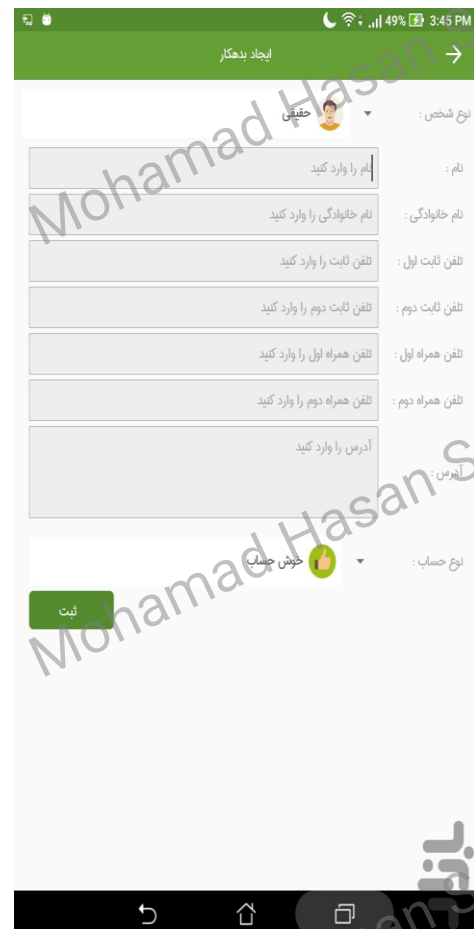 49% 3:45 PM
ایجاد بدهکار
نوع شخص : حقیقی
نام : نام را وارد کنید
نام خانوادگی : نام خانوادگی را وارد کنید
تلفن ثابت اول : تلفن ثابت را وارد کنید
تلفن ثابت دوم : تلفن ثابت دوم را وارد کنید
تلفن همراه اول : تلفن همراه اول را وارد کنید
تلفن همراه دوم : تلفن همراه دوم را وارد کنید
آدرس : آدرس را وارد کنید
نوع حساب : خوش حساب
ثبت
Mohamad Hasan S
Mohamad Hasan S